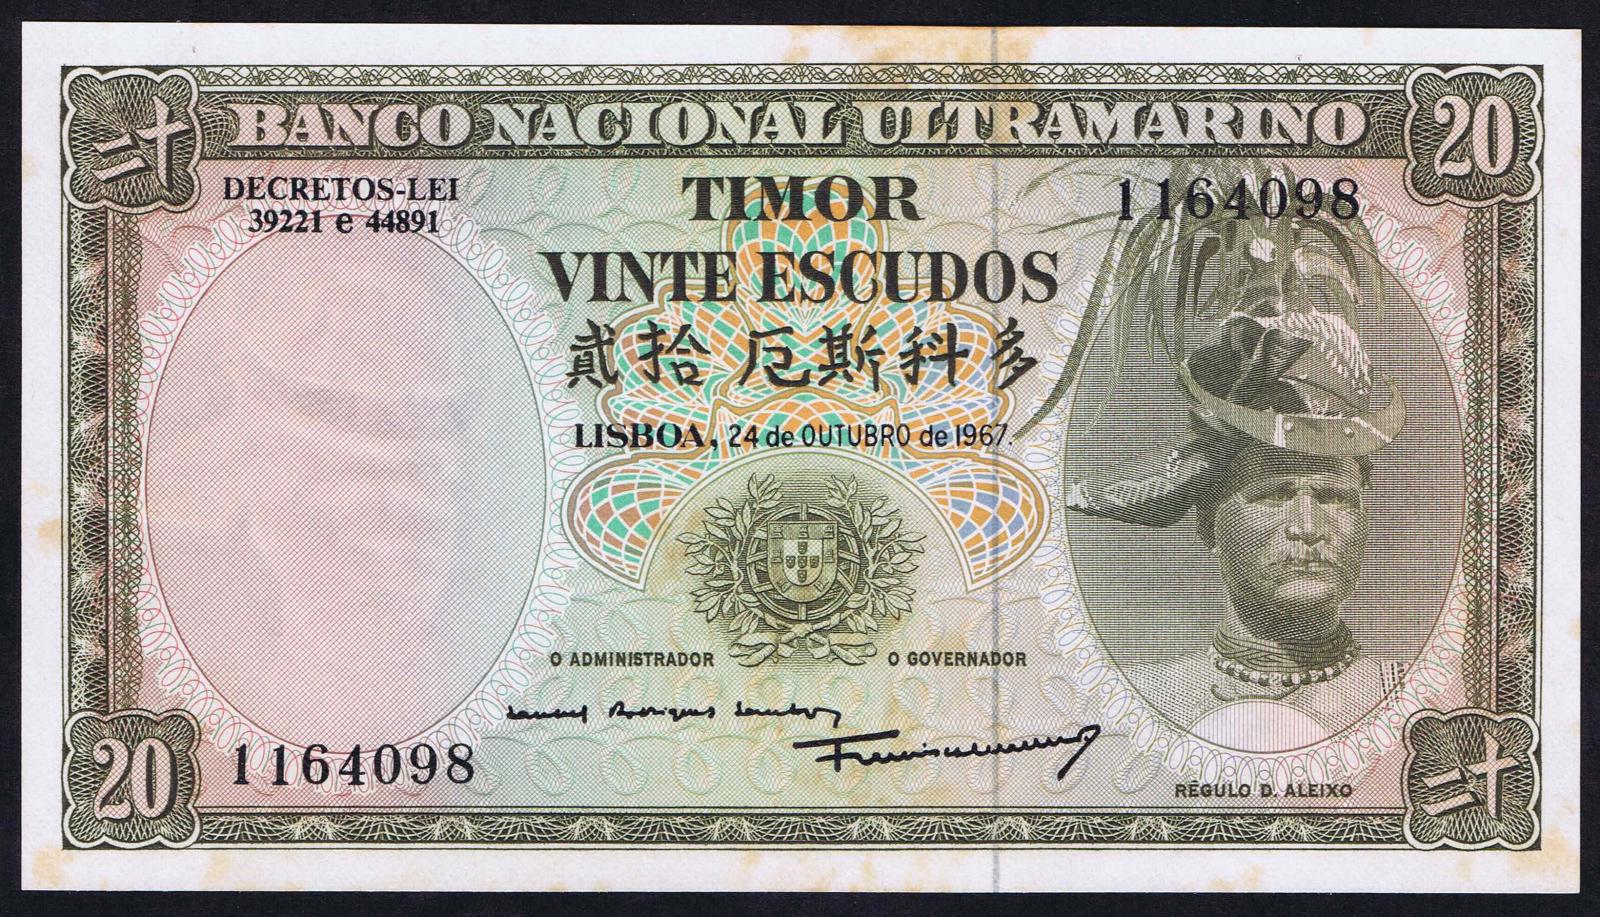 BANCO NACIONAL ULTRAMARINO
二十
20
DECRETOS-LEI
39221 e 44891
TIMOR
1164098
VINTE ESCUDOS
貳拾厄斯科多
LISBOA, 24 de OUTUBRO de 1967.
O ADMINISTRADOR
O GOVERNADOR
1164098
RÉGULO D. ALEIXO
20
二十